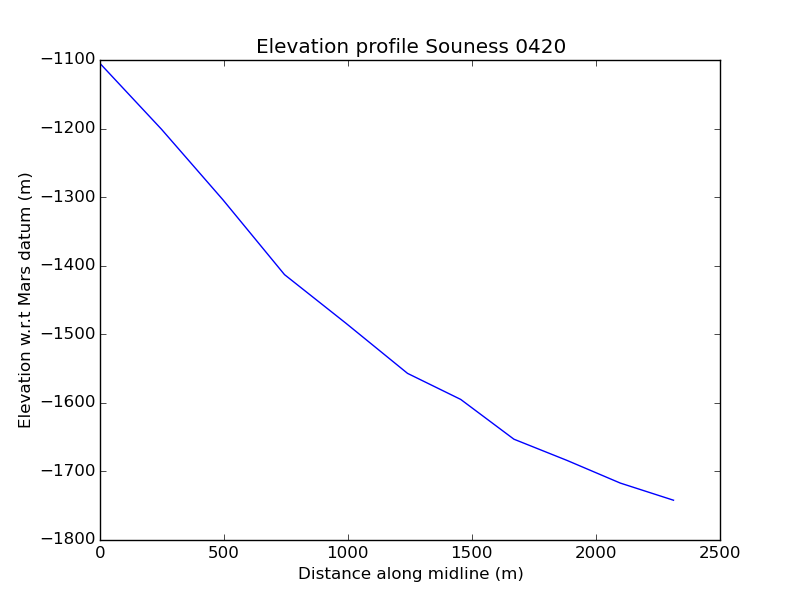 Elevation profile Souness 0420
−1100
−1200
−1300
−1400
−1500
−1600
−1700
−1800
Elevation w.r.t Mars datum (m)
0 500 1000 1500 2000 2500
Distance along midline (m)